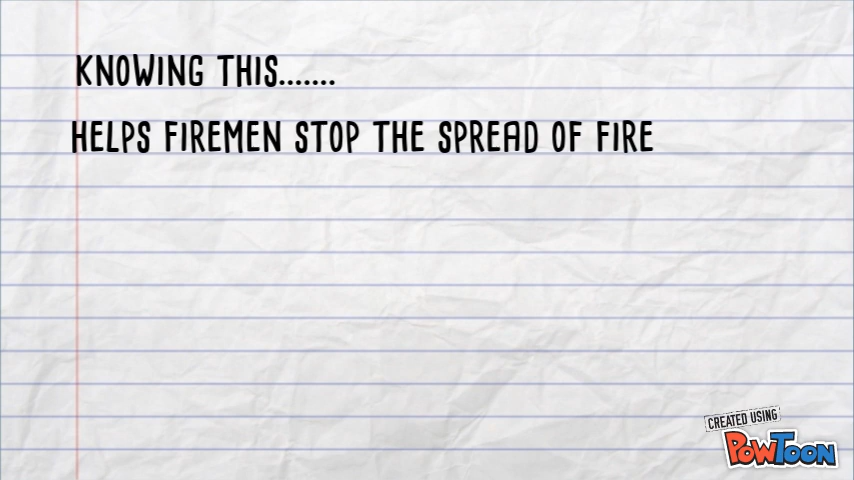 KNOWING THIS.......
HELPS FIREMEN STOP THE SPREAD OF FIRE
CREATED USING
POWTOON